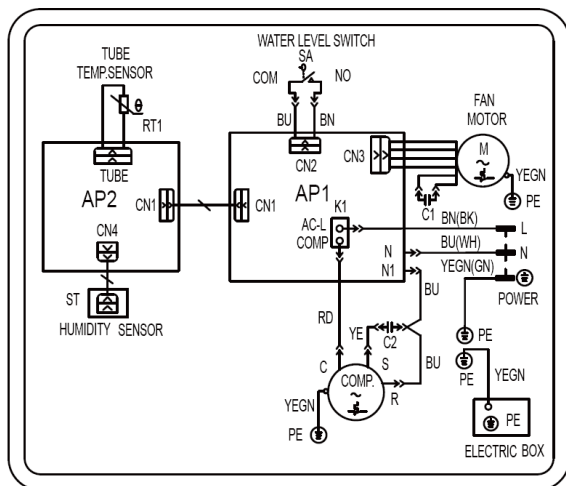 WATER LEVEL SWITCH
SA
TUBE
TEMP.SENSOR
COM
NO
θ
RT1
FAN
MOTOR
BU
BN
M
~
TUBE
CN2
CN3
YEGN
AP2
CN1
CN1
AP1
C1
PE
K1
CN4
AC-L
COMP
BN(BK)
L
N
BU(WH)
N
N1
YEGN(GN)
ST
BU
POWER
HUMIDITY SENSOR
RD
YE
C2
PE
C
S
BU
PE
YEGN
COMP.
~
R
YEGN
PE
PE
ELECTRIC BOX